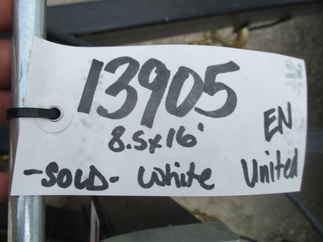 13905
8.5x16'
EN
-SOLD- White United